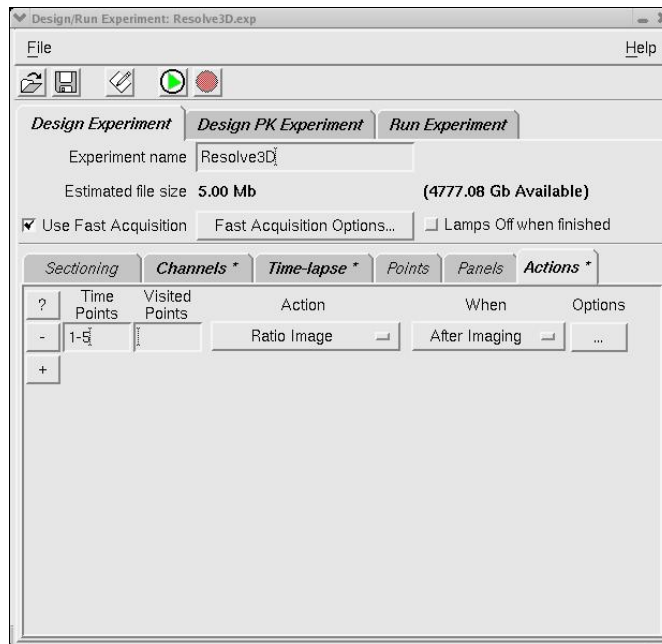 Design/Run Experiment: Resolve3D.exp
File Help
Design Experiment Design PK Experiment Run Experiment
Experiment name Resolve3D
Estimated file size 5.00 Mb (4777.08 Gb Available)
Use Fast Acquisition Fast Acquisition Options... Lamps Off when finished
Sectioning Channels * Time-lapse * Points Panels Actions *
? Time Points Visited Points Action When Options
- 1-5 Ratio Image After Imaging ...
+